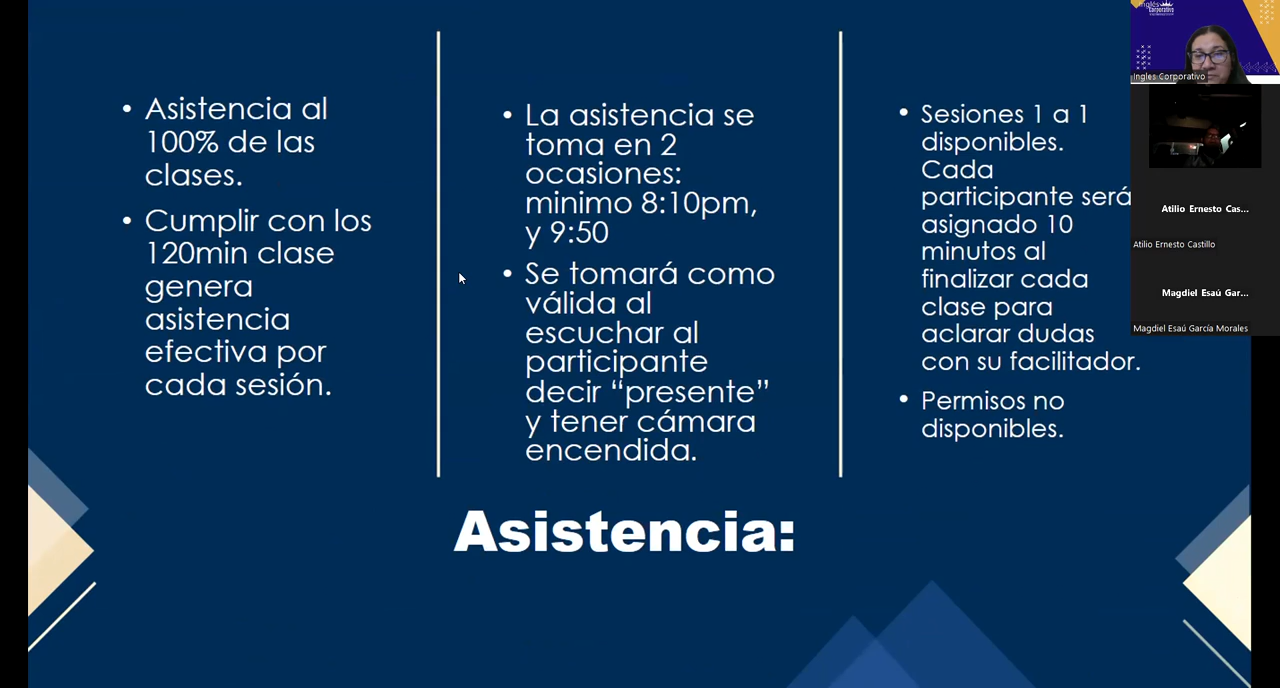 • Asistencia al
100% de las
clases.
• Cumplir con los
120min clase
genera
asistencia
efectiva por
cada sesión.
• La asistencia se
toma en 2
ocasiones:
minimo 8:10pm,
y 9:50
• Se tomará como
válida al
escuchar al
participante
decir “presente”
y tener cámara
encendida.
• Sesiones 1 a 1
disponibles.
Cada
participante será
asignado 10
minutos al
finalizar cada
clase para
aclarar dudas
con su facilitador.
• Permisos no
disponibles.
Asistencia:
Inglés
Corporativo
Ingles Corporativo
Atilio Ernesto Cas...
Atilio Ernesto Castillo
Magdiel Esaú Gar...
Magdiel Esaú García Morales